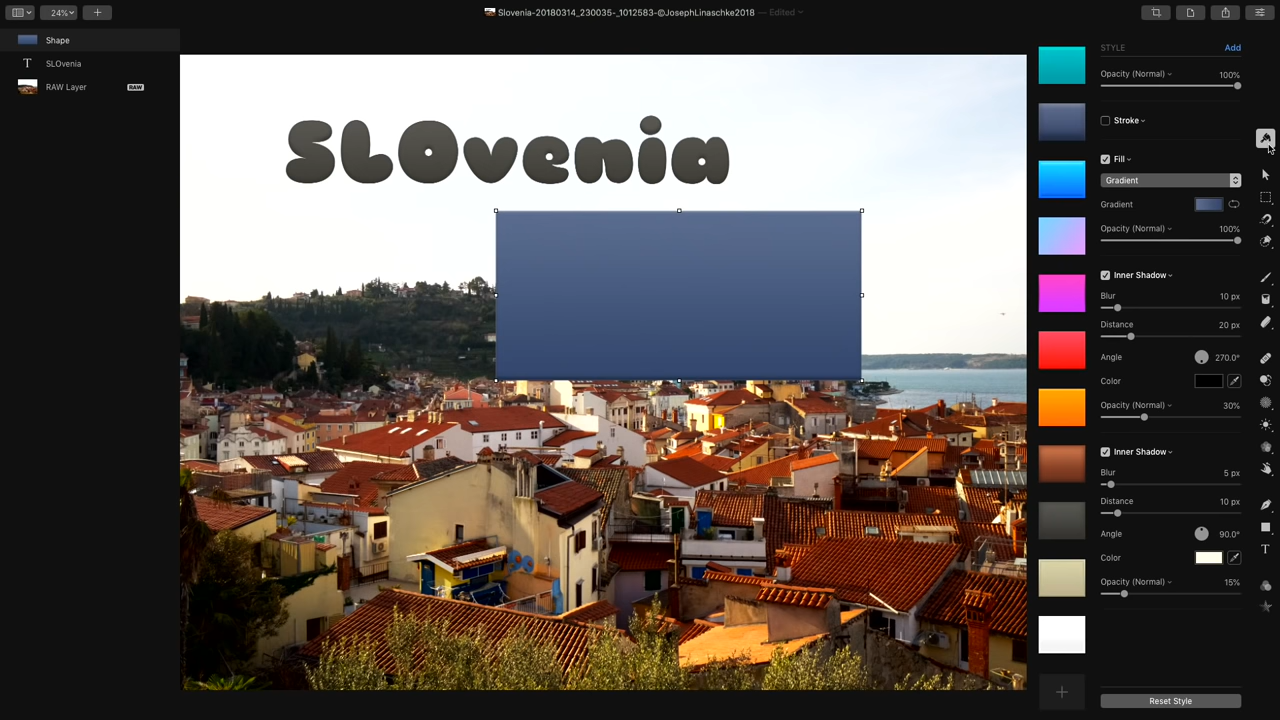 24%
Slovenia-20180314_230035-_1012583-©JosephLinaschke2018 — Edited
Shape
T SLOvenia
RAW Layer RAW
SLOvenia
STYLE Add
Opacity (Normal) 100%
Stroke
Fill
Gradient
Gradient
Opacity (Normal) 100%
Inner Shadow
Blur 10 px
Distance 20 px
Angle 270.0°
Color
Opacity (Normal) 30%
Inner Shadow
Blur 5 px
Distance 10 px
Angle 90.0°
Color
Opacity (Normal) 15%
Reset Style
T